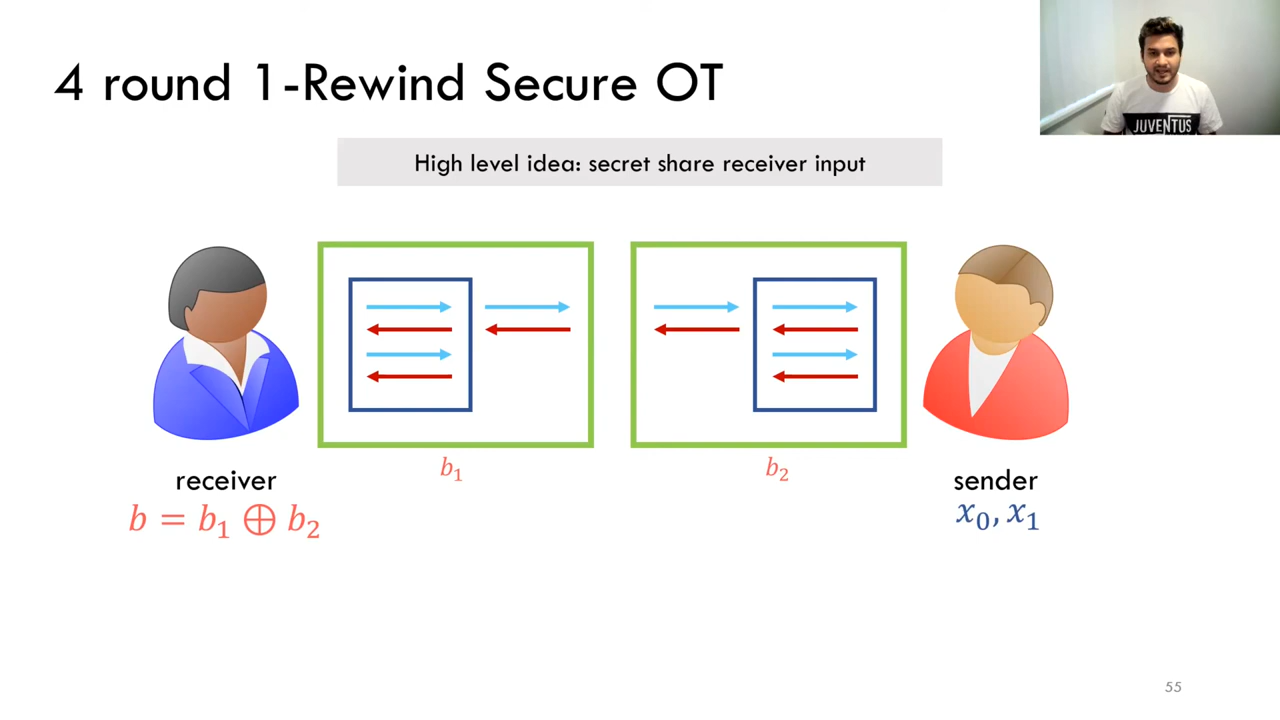 4 round 1-Rewind Secure OT
JUVENTUS
High level idea: secret share receiver input
b₁
b₂
receiver
sender
b = b₁ ⊕ b₂
x₀, x₁
55